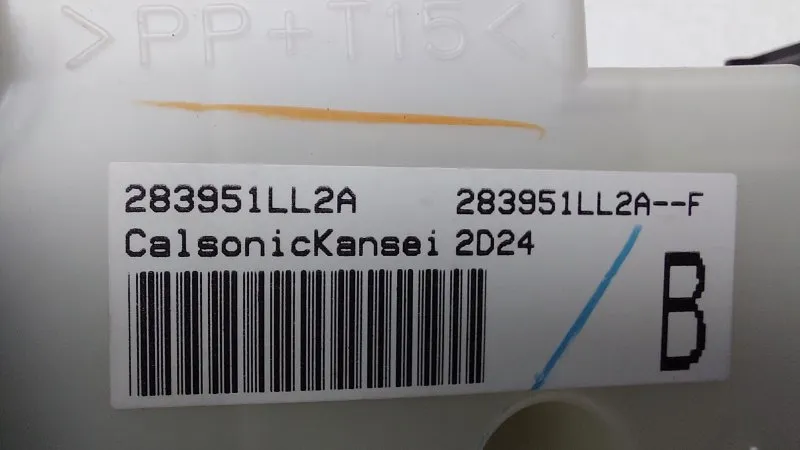 >PP+T15<
283951LL2A 283951LL2A--F
CalsonicKansei 2D24
B